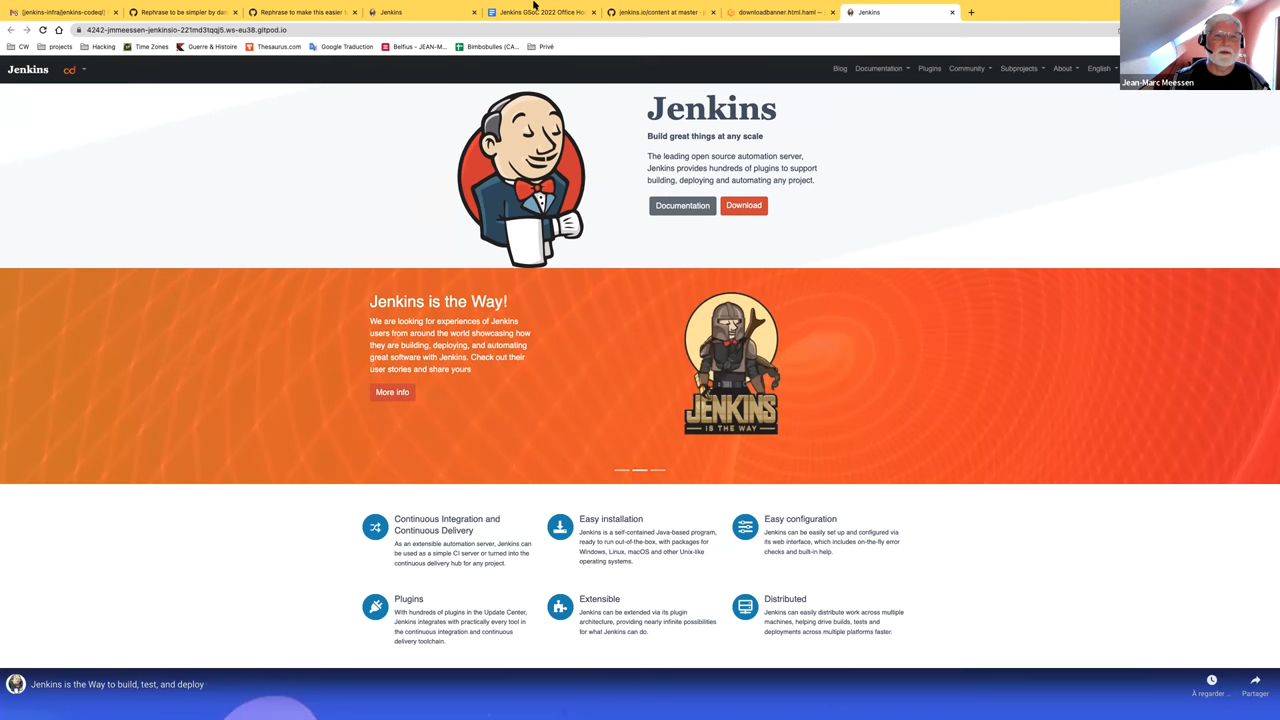 [jenkins-infra/jenkins-codeql]
Rephrase to be simpler by dan
Rephrase to make this easier t
Jenkins
Jenkins GSoC 2022 Office Ho
jenkins.io/content at master · j
downloadbanner.html.haml —
Jenkins
4242-jmmeessen-jenkinsio-221md3tqqj5.ws-eu38.gitpod.io
CW
projects
Hacking
Time Zones
Guerre & Histoire
Thesaurus.com
Google Traduction
Belfius - JEAN-M...
Bimbobulles (CA...
Privé
Jean-Marc Meessen
Jenkins
cd
Blog
Documentation
Plugins
Community
Subprojects
About
English
Jenkins
Build great things at any scale
The leading open source automation server,
Jenkins provides hundreds of plugins to support
building, deploying and automating any project.
Documentation
Download
Jenkins is the Way!
We are looking for experiences of Jenkins
users from around the world showcasing how
they are building, deploying, and automating
great software with Jenkins. Check out their
user stories and share yours
More info
JENKINS
IS THE WAY
Continuous Integration and
Continuous Delivery
As an extensible automation server, Jenkins can
be used as a simple CI server or turned into the
continuous delivery hub for any project.
Easy installation
Jenkins is a self-contained Java-based program,
ready to run out-of-the-box, with packages for
Windows, Linux, macOS and other Unix-like
operating systems.
Easy configuration
Jenkins can be easily set up and configured via
its web interface, which includes on-the-fly error
checks and built-in help.
Plugins
With hundreds of plugins in the Update Center,
Jenkins integrates with practically every tool in
the continuous integration and continuous
delivery toolchain.
Extensible
Jenkins can be extended via its plugin
architecture, providing nearly infinite possibilities
for what Jenkins can do.
Distributed
Jenkins can easily distribute work across multiple
machines, helping drive builds, tests and
deployments across multiple platforms faster.
Jenkins is the Way to build, test, and deploy
À regarder ...
Partager